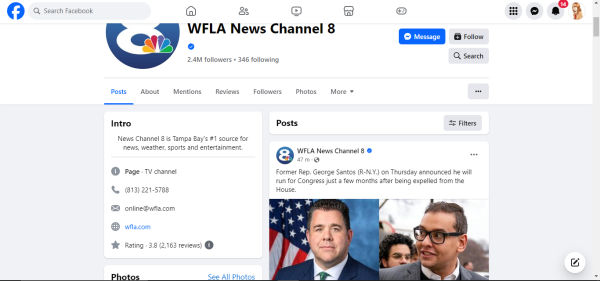 Search Facebook
14
8
WFLA News Channel 8
2.4M followers • 346 following
Message
Follow
Search
Posts
About
Mentions
Reviews
Followers
Photos
More
Intro
News Channel 8 is Tampa Bay's #1 source for
news, weather, sports and entertainment.
Page · TV channel
(813) 221-5788
online@wfla.com
wfla.com
Rating · 3.8 (2,163 reviews)
Photos
See All Photos
Posts
Filters
8
WFLA News Channel 8
47 m ·
Former Rep. George Santos (R-N.Y.) on Thursday announced he will
run for Congress just a few months after being expelled from the
House.